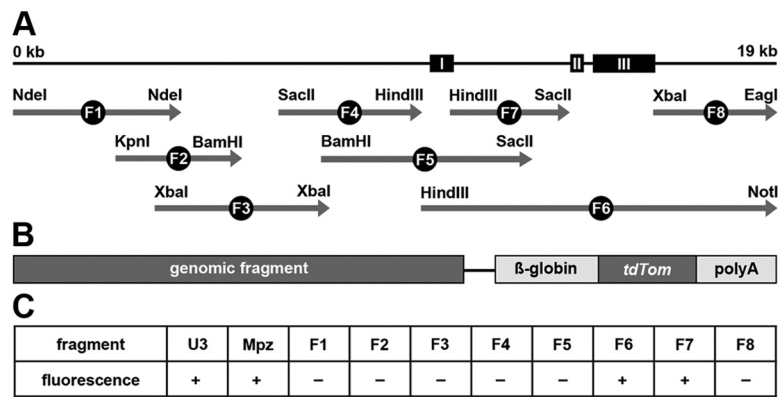 A
0 kb 19 kb
I II III
NdeI NdeI SacII HindIII HindIII SacII XbaI EagI
F1 F4 F7 F8
KpnI BamHI BamHI SacII
F2 F5
XbaI XbaI HindIII NotI
F3 F6
B
genomic fragment ß-globin tdTom polyA
C
fragment U3 Mpz F1 F2 F3 F4 F5 F6 F7 F8
fluorescence + + – – – – – + + –